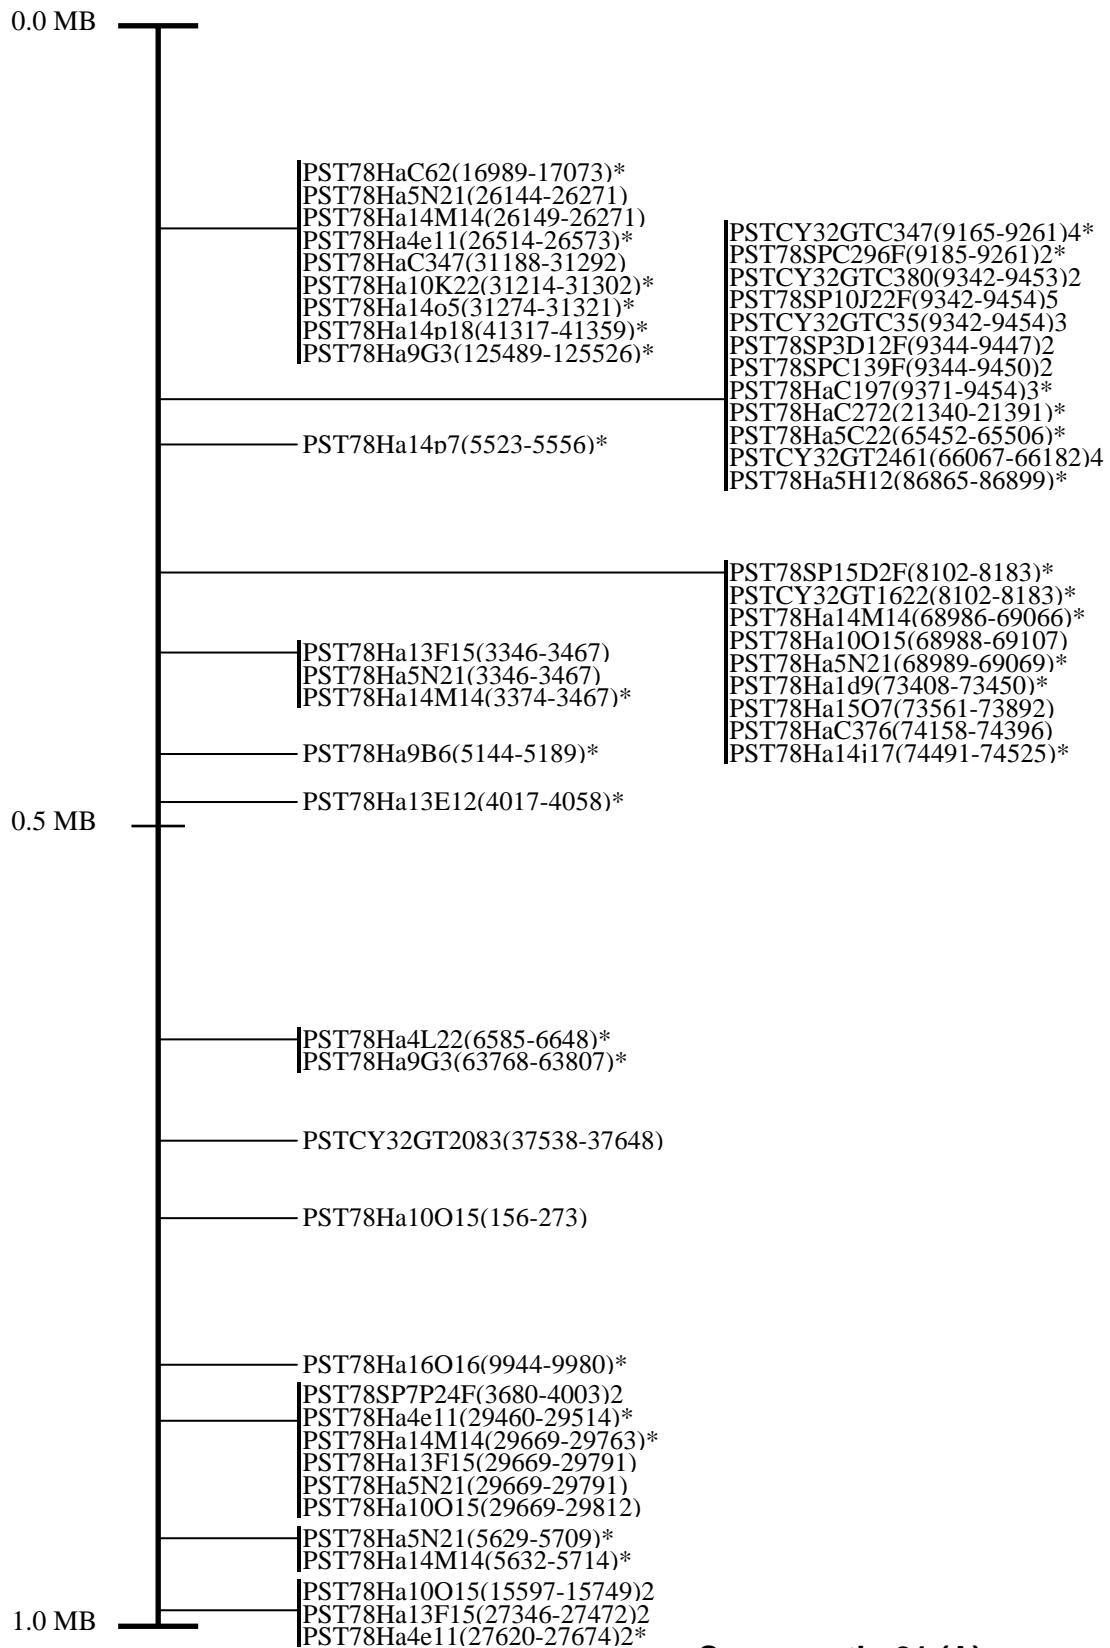 0.0 MB
PST78HaC62(16989-17073)*
PST78Ha5N21(26144-26271)
PST78Ha14M14(26149-26271)
PST78Ha4e11(26514-26573)*
PST78HaC347(31188-31292)
PST78Ha10K22(31214-31302)*
PST78Ha14o5(31274-31321)*
PST78Ha14p18(41317-41359)*
PST78Ha9G3(125489-125526)*
PSTCY32GTC347(9165-9261)4*
PST78SPC296F(9185-9261)2*
PSTCY32GTC380(9342-9453)2
PST78SP10J22F(9342-9454)5
PSTCY32GTC35(9342-9454)3
PST78SP3D12F(9344-9447)2
PST78SPC139F(9344-9450)2
PST78HaC197(9371-9454)3*
PST78HaC272(21340-21391)*
PST78Ha5C22(65452-65506)*
PSTCY32GT2461(66067-66182)4
PST78Ha5H12(86865-86899)*
PST78Ha14p7(5523-5556)*
PST78SP15D2F(8102-8183)*
PSTCY32GT1622(8102-8183)*
PST78Ha14M14(68986-69066)*
PST78Ha10O15(68988-69107)
PST78Ha5N21(68989-69069)*
PST78Ha1d9(73408-73450)*
PST78Ha15O7(73561-73892)
PST78HaC376(74158-74396)
PST78Ha14j17(74491-74525)*
PST78Ha13F15(3346-3467)
PST78Ha5N21(3346-3467)
PST78Ha14M14(3374-3467)*
PST78Ha9B6(5144-5189)*
PST78Ha13E12(4017-4058)*
0.5 MB
PST78Ha4L22(6585-6648)*
PST78Ha9G3(63768-63807)*
PSTCY32GT2083(37538-37648)
PST78Ha10O15(156-273)
PST78Ha16O16(9944-9980)*
PST78SP7P24F(3680-4003)2
PST78Ha4e11(29460-29514)*
PST78Ha14M14(29669-29763)*
PST78Ha13F15(29669-29791)
PST78Ha5N21(29669-29791)
PST78Ha10O15(29669-29812)
PST78Ha5N21(5629-5709)*
PST78Ha14M14(5632-5714)*
PST78Ha10O15(15597-15749)2
PST78Ha13F15(27346-27472)2
PST78Ha4e11(27620-27674)2*
1.0 MB